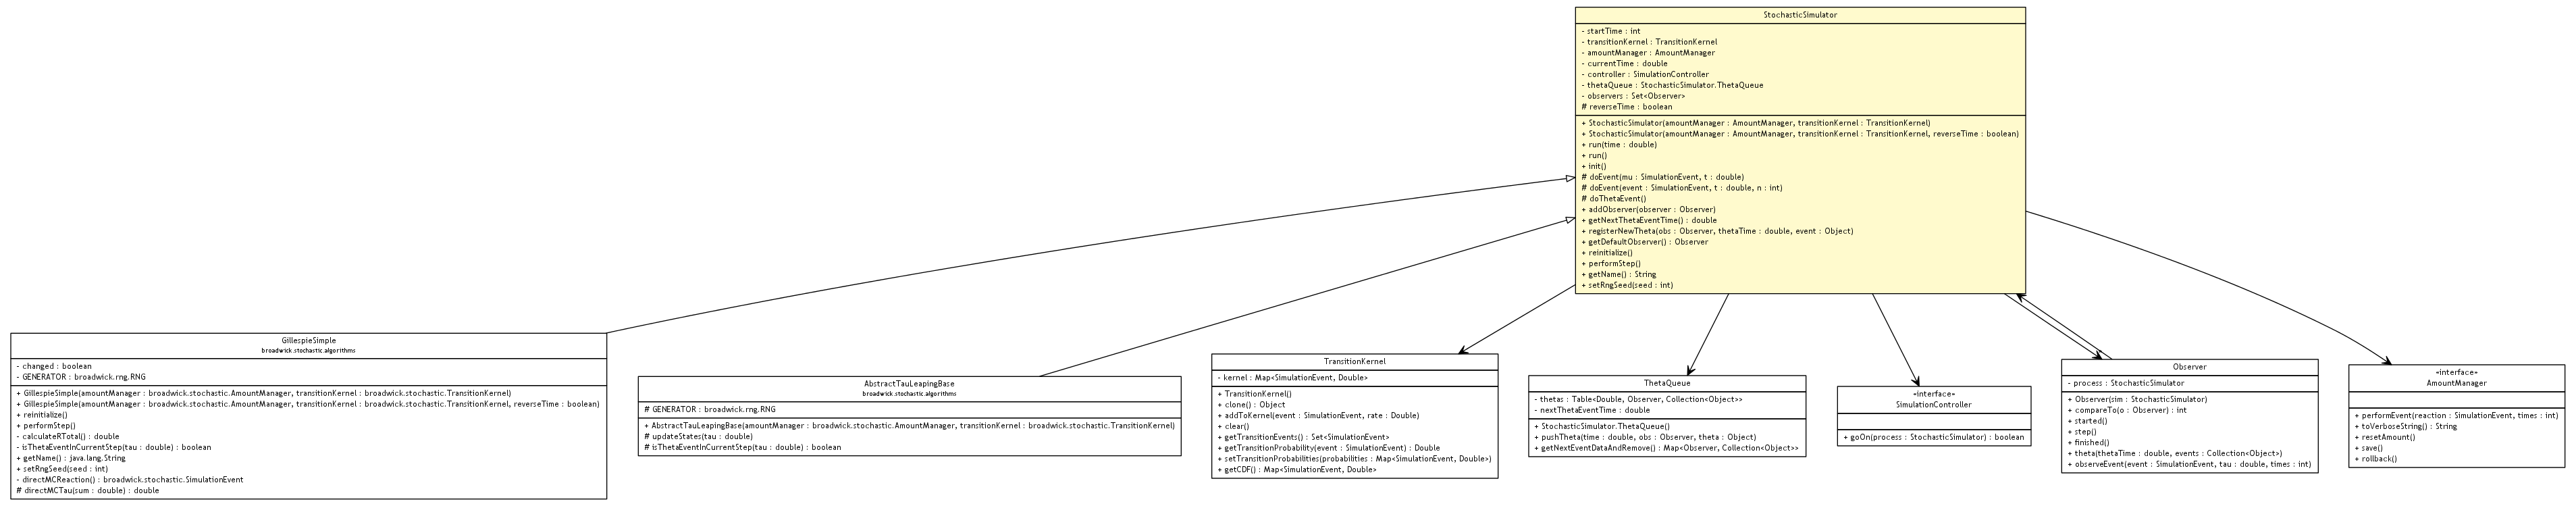 StochasticSimulator
- startTime : int
- transitionKernel : TransitionKernel
- amountManager : AmountManager
- currentTime : double
- controller : SimulationController
- thetaQueue : StochasticSimulator.ThetaQueue
- observers : Set<Observer>
# reverseTime : boolean
+ StochasticSimulator(amountManager : AmountManager, transitionKernel : TransitionKernel)
+ StochasticSimulator(amountManager : AmountManager, transitionKernel : TransitionKernel, reverseTime : boolean)
+ run(time : double)
+ run()
+ init()
# doEvent(mu : SimulationEvent, t : double)
# doEvent(event : SimulationEvent, t : double, n : int)
# doThetaEvent()
+ addObserver(observer : Observer)
+ getNextThetaEventTime() : double
+ registerNewTheta(obs : Observer, thetaTime : double, event : Object)
+ getDefaultObserver() : Observer
+ reinitialize()
+ performStep()
+ getName() : String
+ setRngSeed(seed : int)
GillespieSimple
broadwick.stochastic.algorithms
- changed : boolean
- GENERATOR : broadwick.rng.RNG
+ GillespieSimple(amountManager : broadwick.stochastic.AmountManager, transitionKernel : broadwick.stochastic.TransitionKernel)
+ GillespieSimple(amountManager : broadwick.stochastic.AmountManager, transitionKernel : broadwick.stochastic.TransitionKernel, reverseTime : boolean)
+ reinitialize()
+ performStep()
- calculateRTotal() : double
- isThetaEventInCurrentStep(tau : double) : boolean
+ getName() : java.lang.String
+ setRngSeed(seed : int)
- directMCReaction() : broadwick.stochastic.SimulationEvent
# directMCTau(sum : double) : double
AbstractTauLeapingBase
broadwick.stochastic.algorithms
# GENERATOR : broadwick.rng.RNG
+ AbstractTauLeapingBase(amountManager : broadwick.stochastic.AmountManager, transitionKernel : broadwick.stochastic.TransitionKernel)
# updateStates(tau : double)
# isThetaEventInCurrentStep(tau : double) : boolean
TransitionKernel
- kernel : Map<SimulationEvent, Double>
+ TransitionKernel()
+ clone() : Object
+ addToKernel(event : SimulationEvent, rate : Double)
+ clear()
+ getTransitionEvents() : Set<SimulationEvent>
+ getTransitionProbability(event : SimulationEvent) : Double
+ setTransitionProbabilities(probabilities : Map<SimulationEvent, Double>)
+ getCDF() : Map<SimulationEvent, Double>
ThetaQueue
- thetas : Table<Double, Observer, Collection<Object>>
- nextThetaEventTime : double
+ StochasticSimulator.ThetaQueue()
+ pushTheta(time : double, obs : Observer, theta : Object)
+ getNextEventDataAndRemove() : Map<Observer, Collection<Object>>
«interface»
SimulationController
+ goOn(process : StochasticSimulator) : boolean
Observer
- process : StochasticSimulator
+ Observer(sim : StochasticSimulator)
+ compareTo(o : Observer) : int
+ started()
+ step()
+ finished()
+ theta(thetaTime : double, events : Collection<Object>)
+ observeEvent(event : SimulationEvent, tau : double, times : int)
«interface»
AmountManager
+ performEvent(reaction : SimulationEvent, times : int)
+ toVerboseString() : String
+ resetAmount()
+ save()
+ rollback()